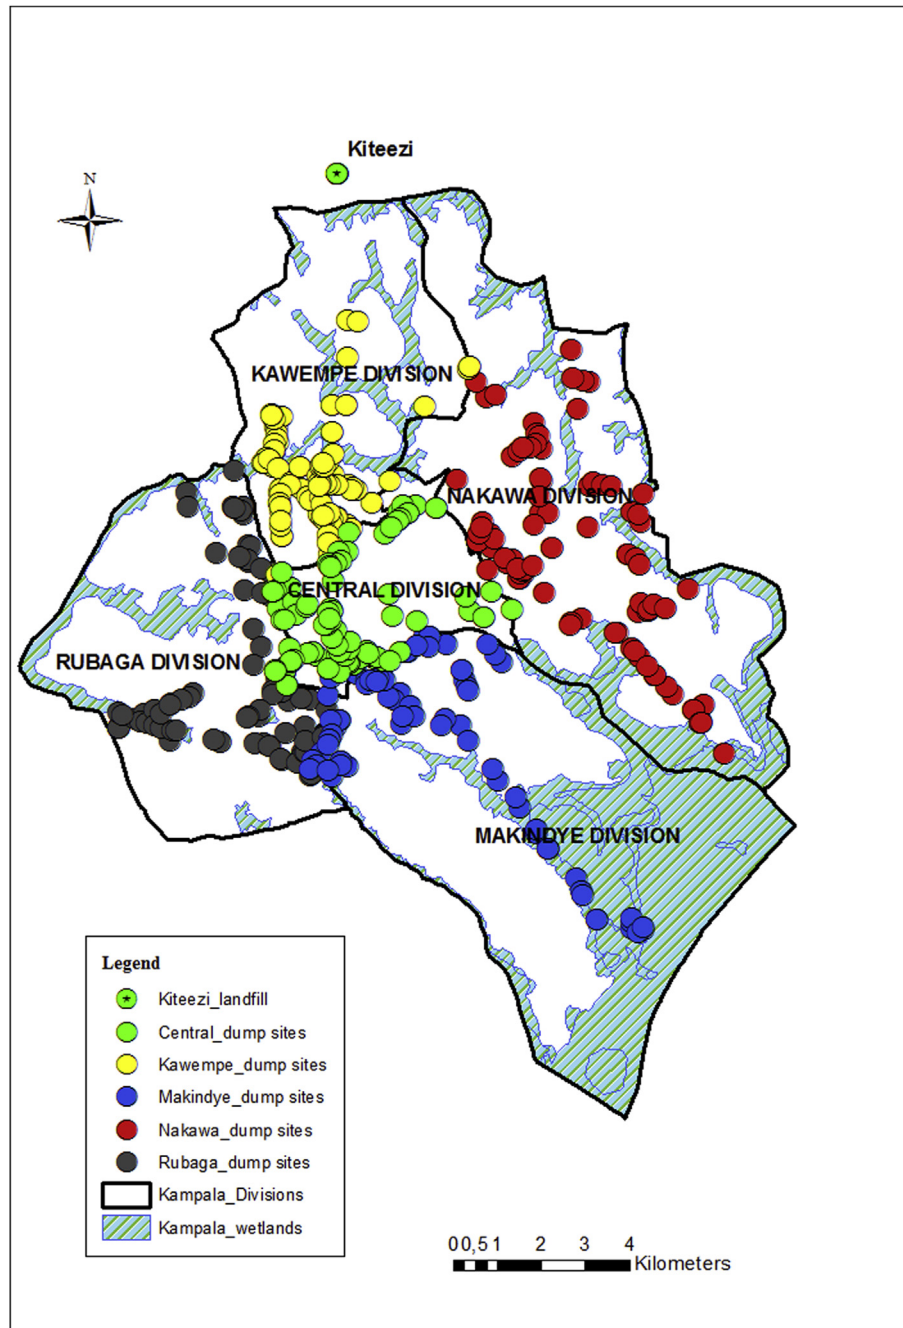 Kiteezi
N
KAWEMPE DIVISION
NAKAWA DIVISION
CENTRAL DIVISION
RUBAGA DIVISION
MAKINDYE DIVISION
Legend
Kiteezi_landfill
Central_dump sites
Kawempe_dump sites
Makindye_dump sites
Nakawa_dump sites
Rubaga_dump sites
Kampala_Divisions
Kampala_wetlands
0 0,5 1 2 3 4
Kilometers